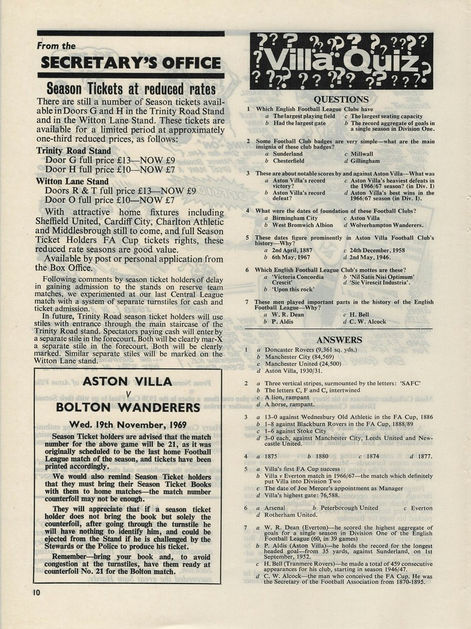 From the
SECRETARY'S OFFICE
Season Tickets at reduced rates
There are still a number of Season tickets avail-
able in Doors G and H in the Trinity Road Stand
and in the Witton Lane Stand. These tickets are
available for a limited period at approximately
one-third reduced prices, as follows:
Trinity Road Stand
Door G full price £13—NOW £9
Door H full price £10—NOW £7
Witton Lane Stand
Doors R & T full price £13—NOW £9
Door O full price £10—NOW £7
With attractive home fixtures including
Sheffield United, Cardiff City, Charlton Athletic
and Middlesbrough still to come, and full Season
Ticket Holders FA Cup tickets rights, these
reduced rate seasons are good value.
Available by post or personal application from
the Box Office.
Following comments by season ticket holders of delay
in gaining admission to the stands on reserve team
matches, we experimented at our last Central League
match with a system of separate turnstiles for cash and
ticket admission.
In future, Trinity Road season ticket holders will use
stiles with entrance through the main staircase of the
Trinity Road stand. Spectators paying cash will enter by
a separate stile in the forecourt. Both will be clearly mar-X
a separate stile in the forecourt. Both will be clearly
marked. Similar separate stiles will be marked on the
Witton Lane stand.
ASTON VILLA
v
BOLTON WANDERERS
Wed. 19th November, 1969
Season Ticket holders are advised that the match
number for the above game will be 21, as it was
originally scheduled to be the last home Football
League match of the season, and tickets have been
printed accordingly.
We would also remind Season Ticket holders
that they must bring their Season Ticket Books
with them to home matches—the match number
counterfoil may not be enough.
They will appreciate that if a season ticket
holder does not bring the book but solely the
counterfoil, after going through the turnstile he
will have nothing to identify him, and could be
ejected from the Stand if he is challenged by the
Stewards or the Police to produce his ticket.
Remember—bring your book and, to avoid
congestion at the turnstiles, have them ready at
counterfoil No. 21 for the Bolton match.
10
Villa Quiz
QUESTIONS
1 Which English Football League Clubs have
a The largest playing field c The largest seating capacity
b Had the largest gate b The record aggregate of goals in
a single season in Division One.
2 Some Football Club badges are very simple—what are the main
insignia of these club badges?
a Sunderland c Millwall
b Chesterfield d Gillingham
3 These are about notable scores by and against Aston Villa—What was
a Aston Villa's record c Aston Villa's heaviest defeats in
victory? the 1966/67 season? (in Div. I)
a Aston Villa's record d Aston Villa's best wins in the
defeat? 1966/67 season (in Div. 1).
4 What were the dates of foundation of these Football Clubs?
a Birmingham City c Aston Villa
b West Bromwich Albion d Wolverhampton Wanderers.
5 These dates figure prominently in Aston Villa Football Club's
history—Why?
a 2nd April, 1887 c 24th December, 1958
b 6th May, 1967 d 2nd May, 1946.
6 Which English Football League Club's mottos are these?
a 'Victoria Concordia c 'Nil Satis Nisi Optimum'
Crescit' d 'Sie Virescit Industria'.
b 'Upon this rock'
7 These men played important parts in the history of the English
Football League—Why?
a W. R. Dean c H. Bell
b P. Aldis d C. W. Alcock
ANSWERS
1 a Doncaster Rovers (9,361 sq. yds.)
b Manchester City (84,569)
c Manchester United (24,500)
d Aston Villa, 1930/31.
2 a Three vertical stripes, surmounted by the letters: 'SAFC'
b The letters C, F and C, intertwined
c A lion, rampant
d A horse, rampant.
3 a 13–0 against Wednesbury Old Athletic in the FA Cup, 1886
b 1–8 against Blackburn Rovers in the FA Cup, 1888/89
c 1–6 against Stoke City
d 3–0 each, against Manchester City, Leeds United and New-
castle United.
4 a 1875 b 1880 c 1874 d 1877.
5 a Villa's first FA Cup success
b Villa v Everton match in 1966/67—the match which definitely
put Villa into Division Two
c The date of Joe Mercer's appointment as Manager
d Villa's highest gate: 76,588.
6 a Arsenal b Peterborough United c Everton
d Rotherham United.
7 a W. R. Dean (Everton)—he scored the highest aggregate of
goals for a single season in Division One of the English
Football League (60, in 39 games)
b P. Aldis (Aston Villa)—he holds the record for the longest
headed goal—from 35 yards, against Sunderland, on 1st
September, 1952.
c H. Bell (Tranmere Rovers)—he made a total of 459 consecutive
appearances for his club, starting in season 1946/47.
d C. W. Alcock—the man who conceived the FA Cup. He was
the Secretary of the Football Association from 1870-1895.